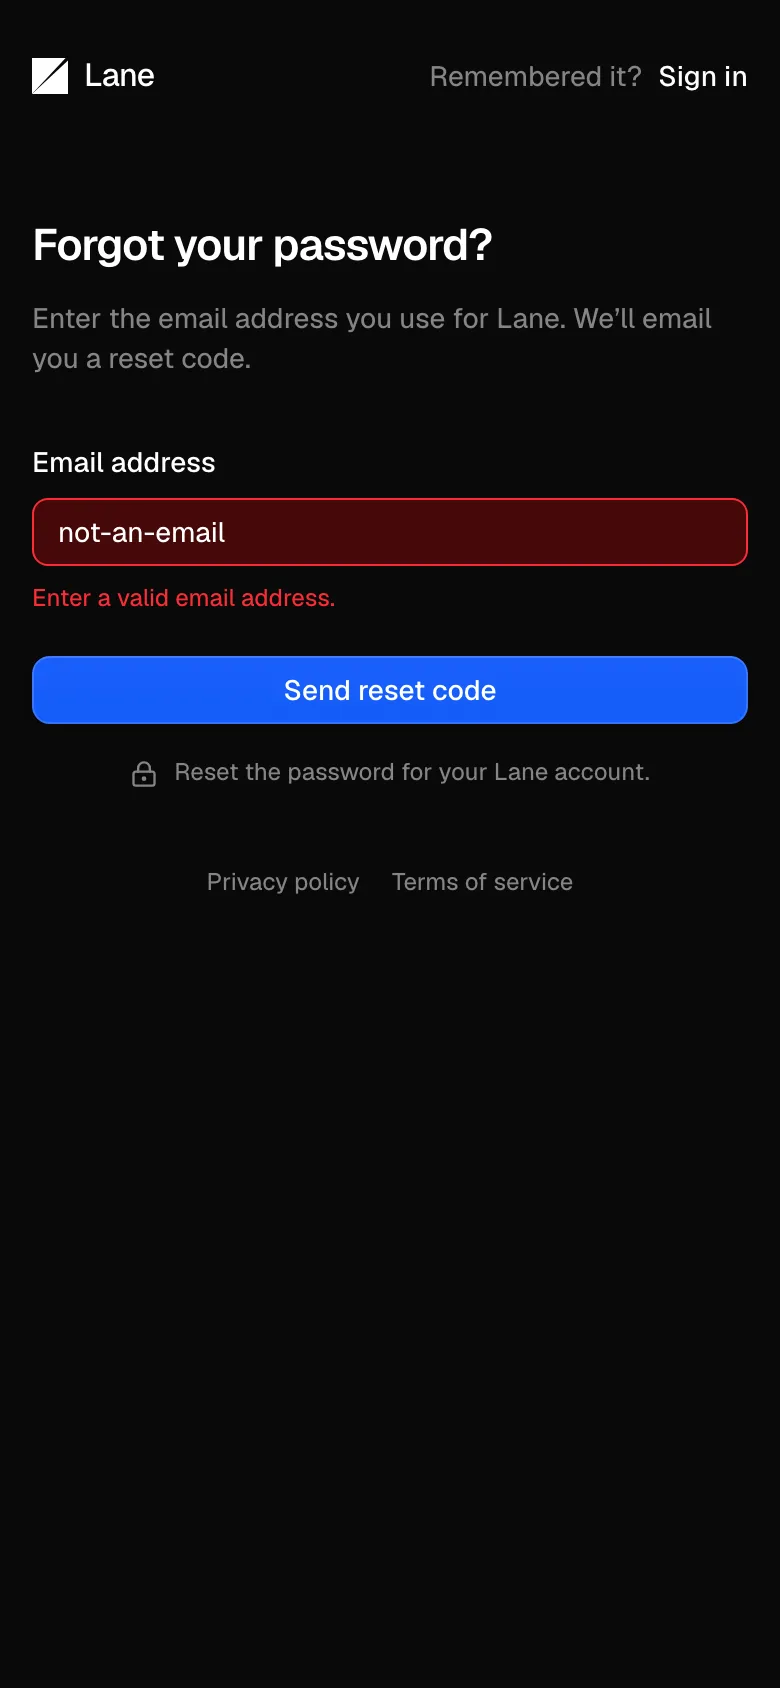 Lane
Remembered it? Sign in
Forgot your password?
Enter the email address you use for Lane. We’ll email
you a reset code.
Email address
not-an-email
Enter a valid email address.
Send reset code
Reset the password for your Lane account.
Privacy policy Terms of service